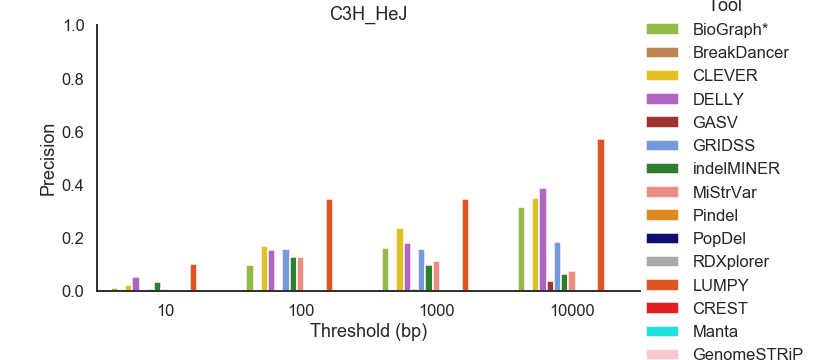 C3H_HeJ
Tool
1.0
0.8
0.6
0.4
0.2
0.0
Precision
10
100
1000
10000
Threshold (bp)
BioGraph*
BreakDancer
CLEVER
DELLY
GASV
GRIDSS
indelMINER
MiStrVar
Pindel
PopDel
RDXplorer
LUMPY
CREST
Manta
GenomeSTRiP